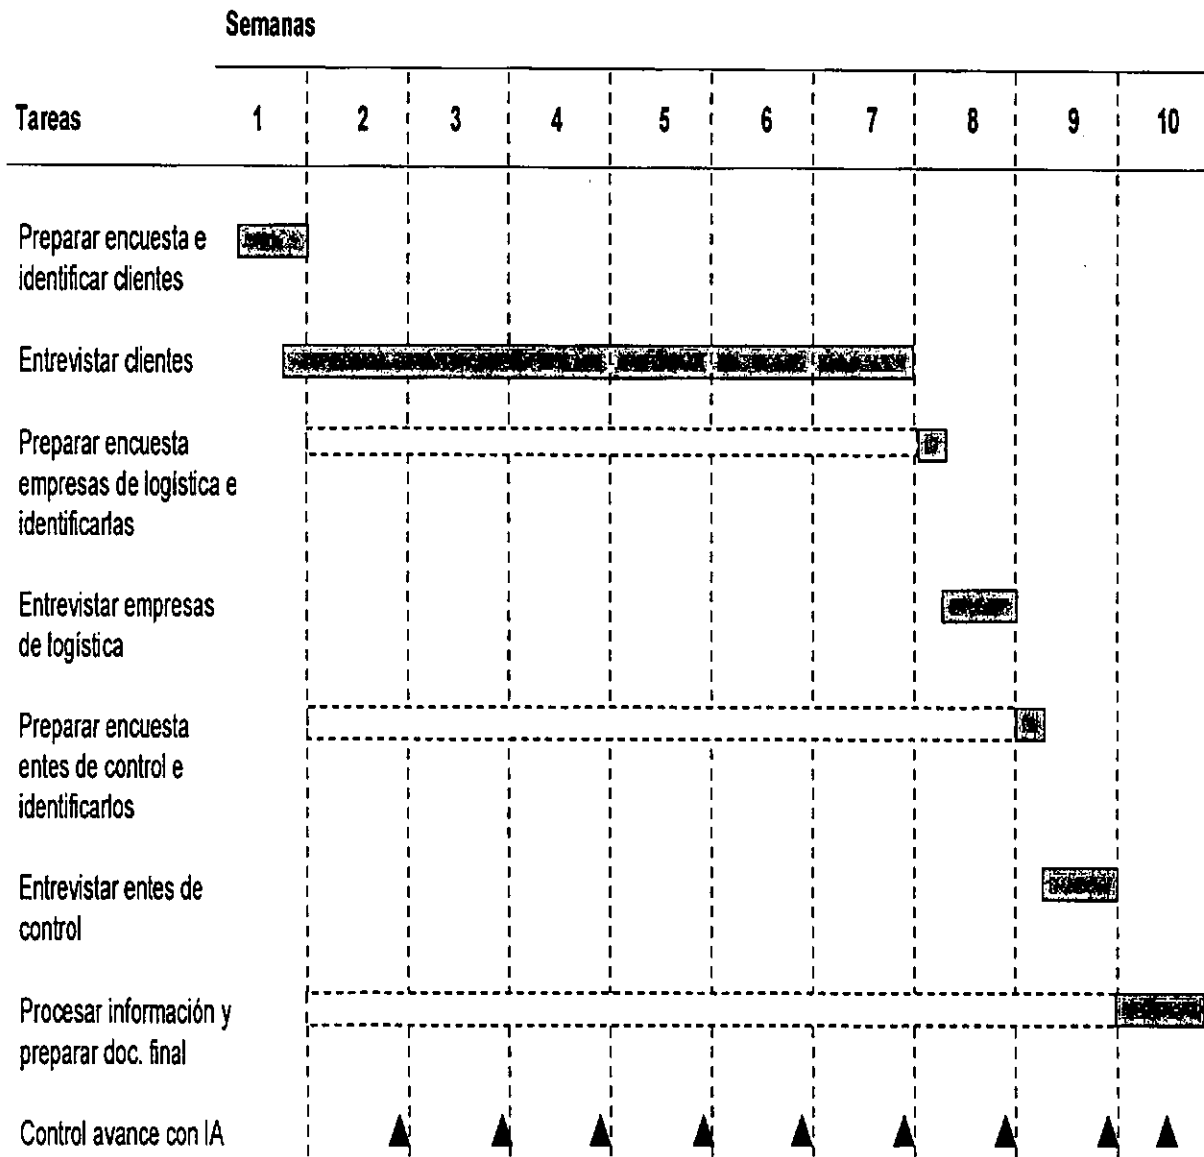 Semanas
Tareas 1 2 3 4 5 6 7 8 9 10
Preparar encuesta e
identificar clientes
Entrevistar clientes
Preparar encuesta
empresas de logística e
identificarlas
Entrevistar empresas
de logística
Preparar encuesta
entes de control e
identificarlos
Entrevistar entes de
control
Procesar información y
preparar doc. final
Control avance con IA